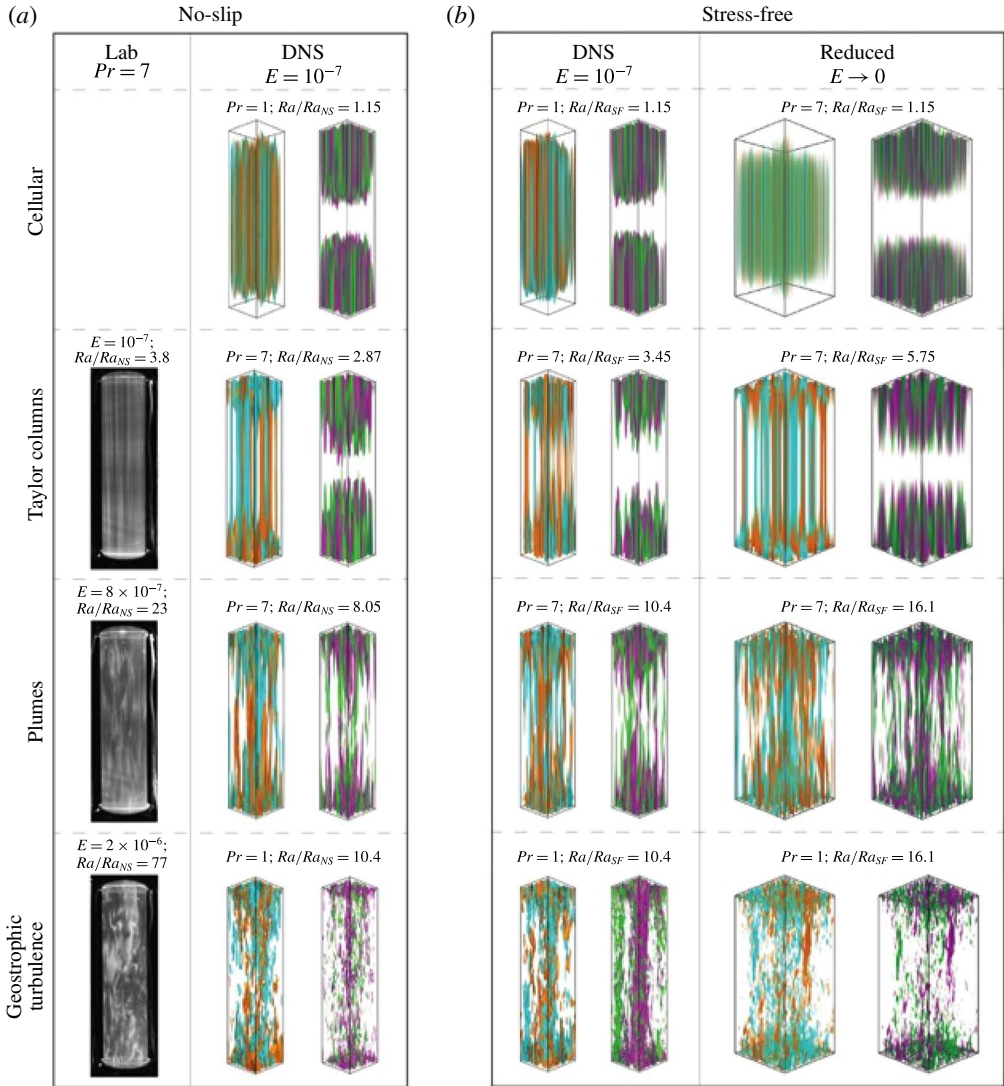 (a)
No-slip
(b)
Stress-free
Lab
Pr = 7
DNS
E = 10⁻⁷
DNS
E = 10⁻⁷
Reduced
E → 0
Cellular
Pr = 1; Ra/Ra_NS = 1.15
Pr = 1; Ra/Ra_SF = 1.15
Pr = 7; Ra/Ra_SF = 1.15
Taylor columns
E = 10⁻⁷;
Ra/Ra_NS = 3.8
Pr = 7; Ra/Ra_NS = 2.87
Pr = 7; Ra/Ra_SF = 3.45
Pr = 7; Ra/Ra_SF = 5.75
Plumes
E = 8 × 10⁻⁷;
Ra/Ra_NS = 23
Pr = 7; Ra/Ra_NS = 8.05
Pr = 7; Ra/Ra_SF = 10.4
Pr = 7; Ra/Ra_SF = 16.1
Geostrophic
turbulence
E = 2 × 10⁻⁶;
Ra/Ra_NS = 77
Pr = 1; Ra/Ra_NS = 10.4
Pr = 1; Ra/Ra_SF = 10.4
Pr = 1; Ra/Ra_SF = 16.1